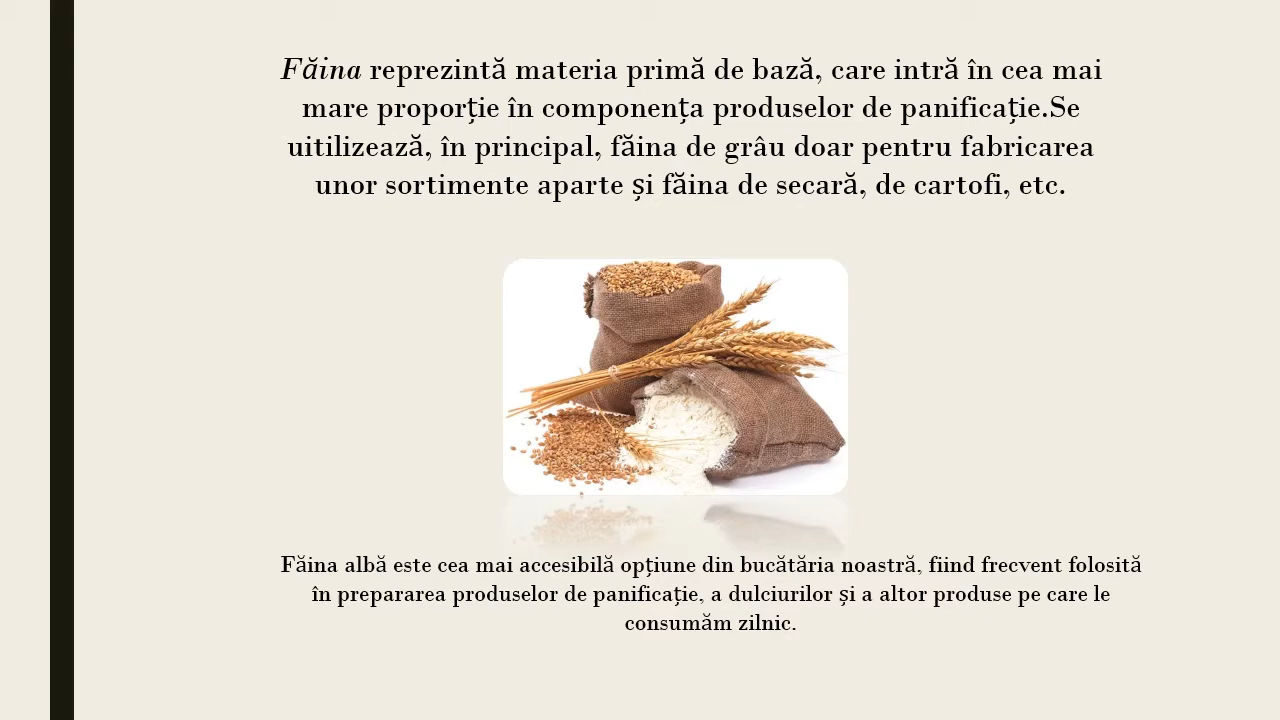 Făina reprezintă materia primă de bază, care intră în cea mai
mare proporție în componența produselor de panificație.Se
uitilizează, în principal, făina de grâu doar pentru fabricarea
unor sortimente aparte și făina de secară, de cartofi, etc.
Făina albă este cea mai accesibilă opțiune din bucătăria noastră, fiind frecvent folosită
în prepararea produselor de panificație, a dulciurilor și a altor produse pe care le
consumăm zilnic.